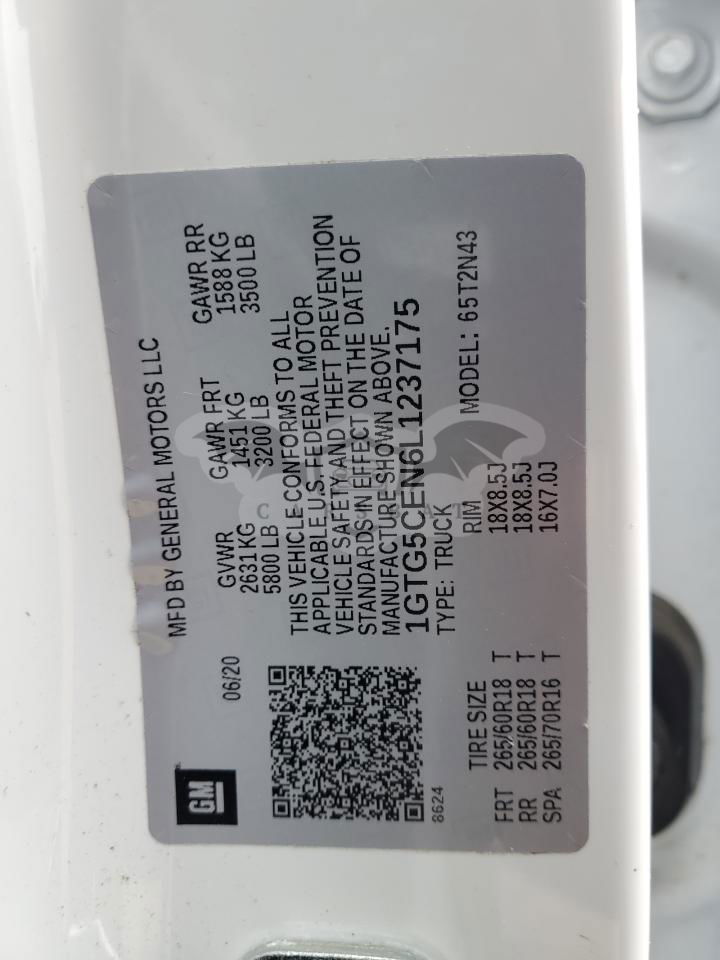 GM
06/20
MFD BY GENERAL MOTORS LLC
GVWR GAWR FRT GAWR RR
2631 KG 1451 KG 1588 KG
5800 LB 3200 LB 3500 LB
THIS VEHICLE CONFORMS TO ALL
APPLICABLE U.S. FEDERAL MOTOR
VEHICLE SAFETY AND THEFT PREVENTION
STANDARDS IN EFFECT ON THE DATE OF
MANUFACTURE SHOWN ABOVE.
1GTG5CEN6L1237175
8624
TYPE: TRUCK MODEL: 65T2N43
TIRE SIZE RIM
FRT 265/60R18 T 18X8.5J
RR 265/60R18 T 18X8.5J
SPA 265/70R16 T 16X7.0J